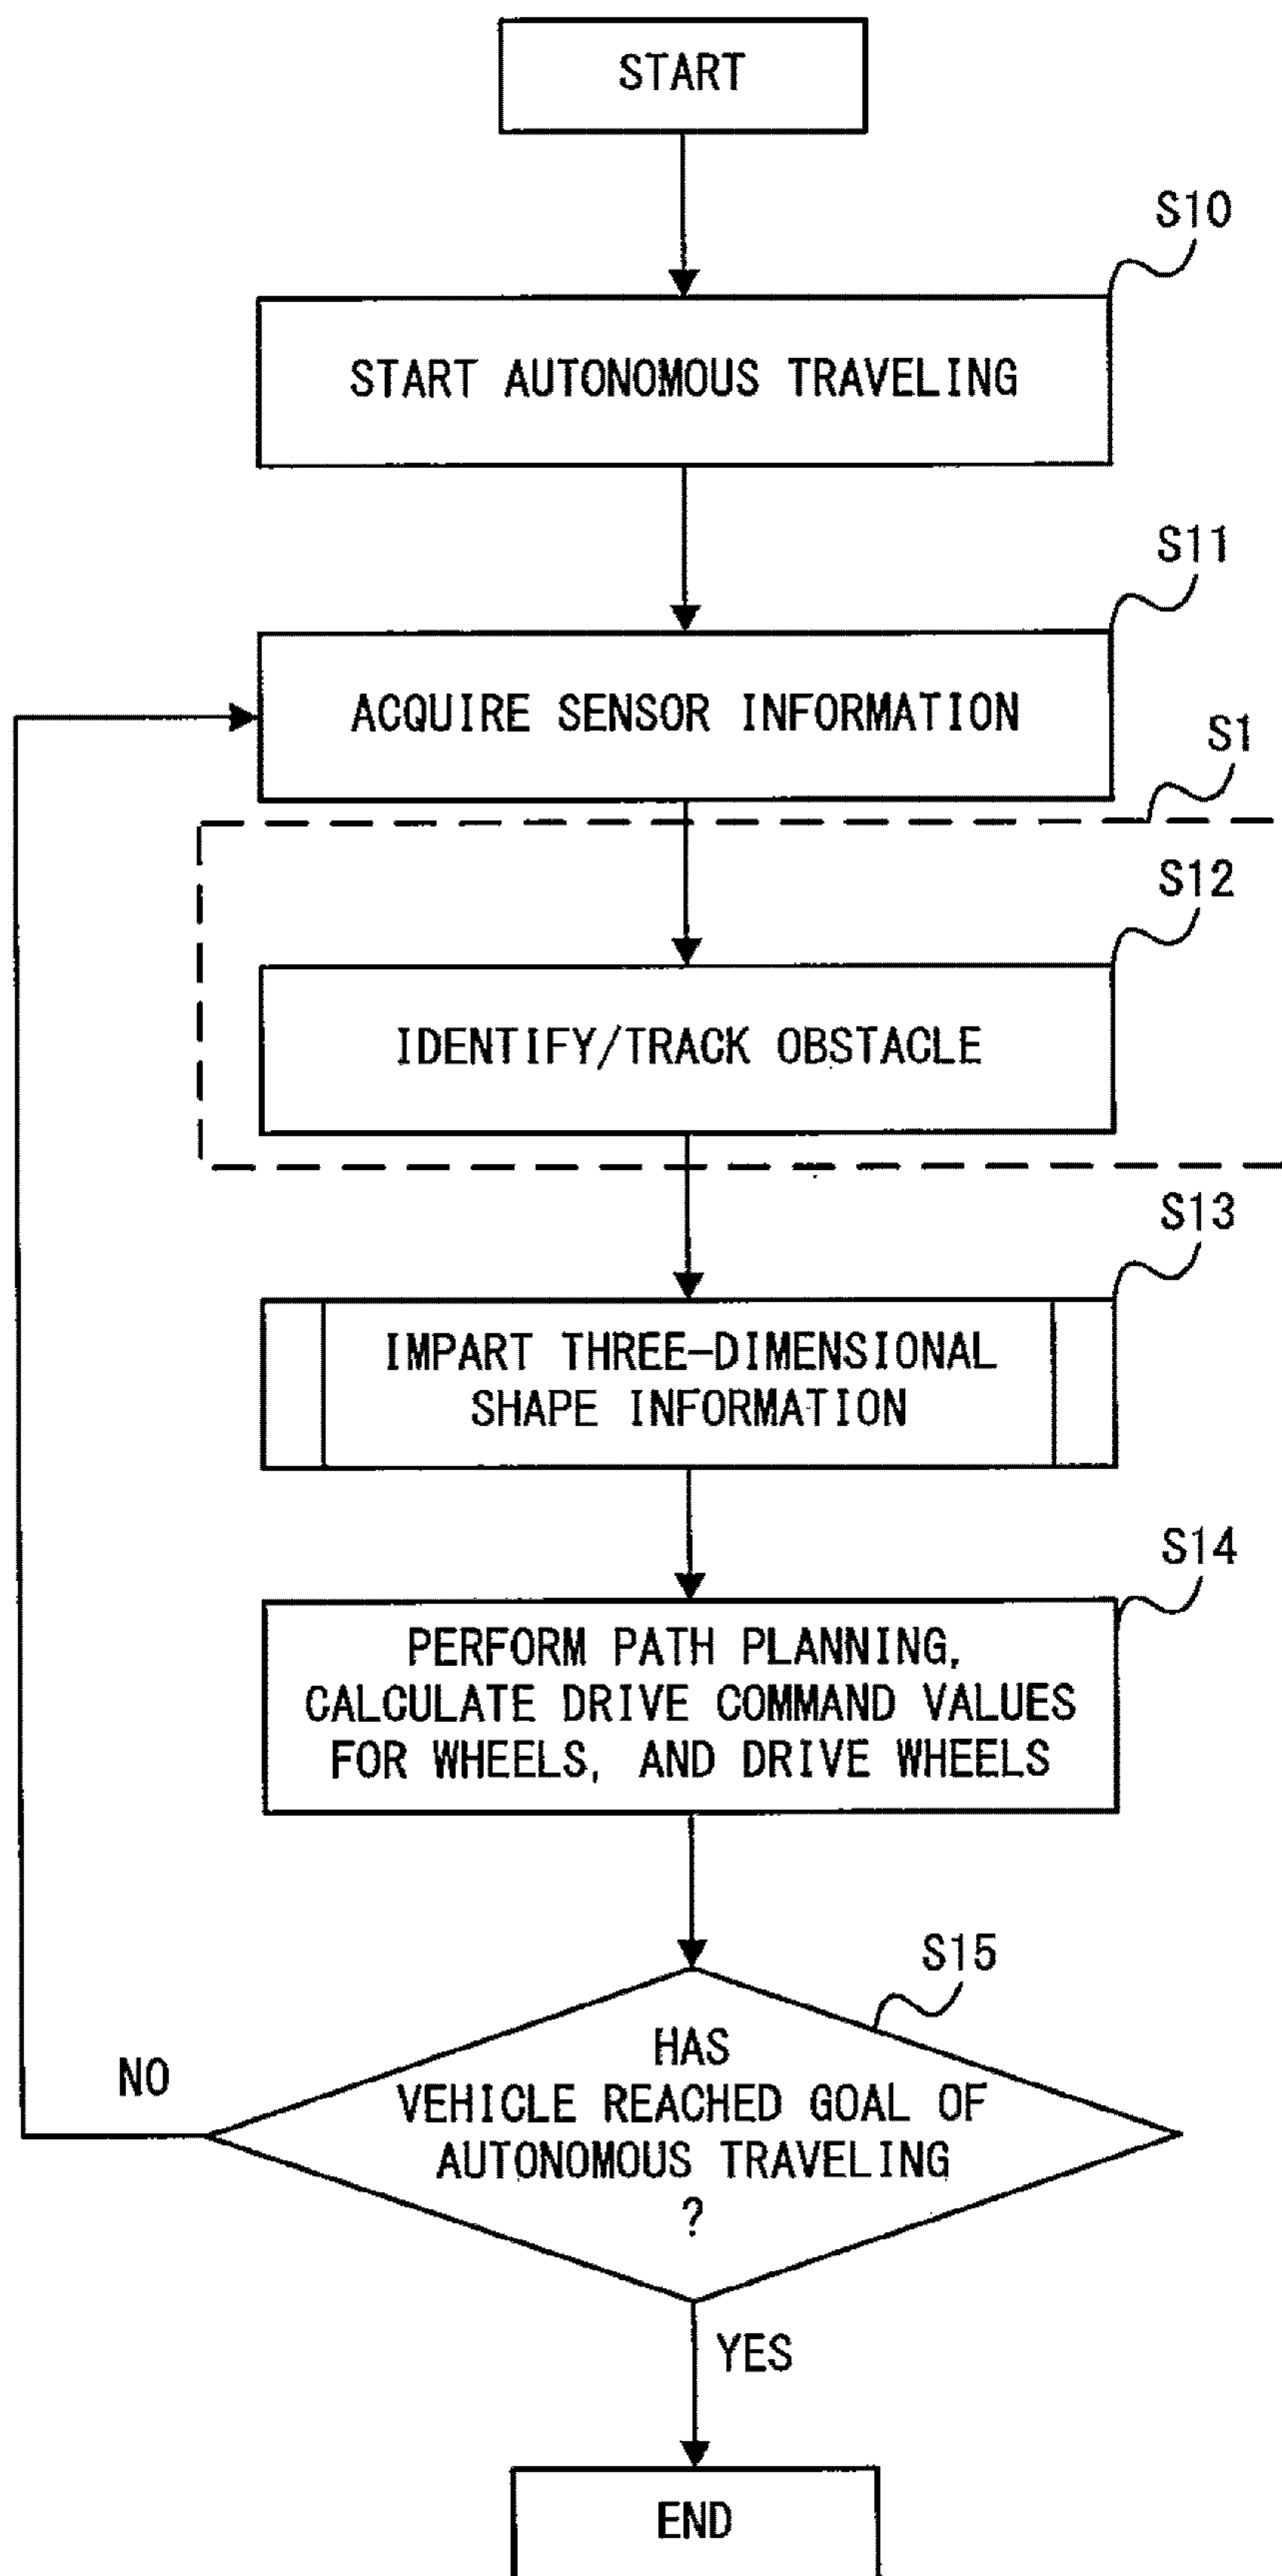 START
S10
START AUTONOMOUS TRAVELING
S11
ACQUIRE SENSOR INFORMATION
S1
S12
IDENTIFY/TRACK OBSTACLE
S13
IMPART THREE-DIMENSIONAL
SHAPE INFORMATION
S14
PERFORM PATH PLANNING,
CALCULATE DRIVE COMMAND VALUES
FOR WHEELS, AND DRIVE WHEELS
S15
HAS
VEHICLE REACHED GOAL OF
AUTONOMOUS TRAVELING
?
NO
YES
END